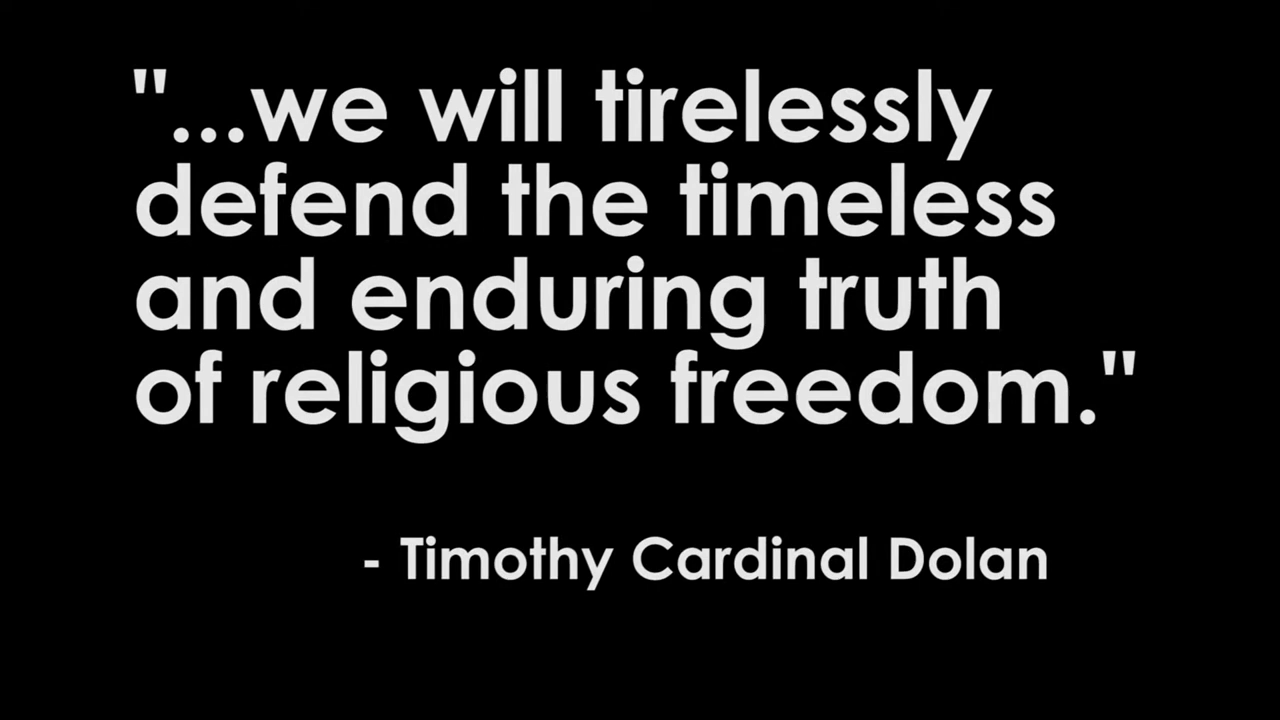 "...we will tirelessly
defend the timeless
and enduring truth
of religious freedom."
- Timothy Cardinal Dolan